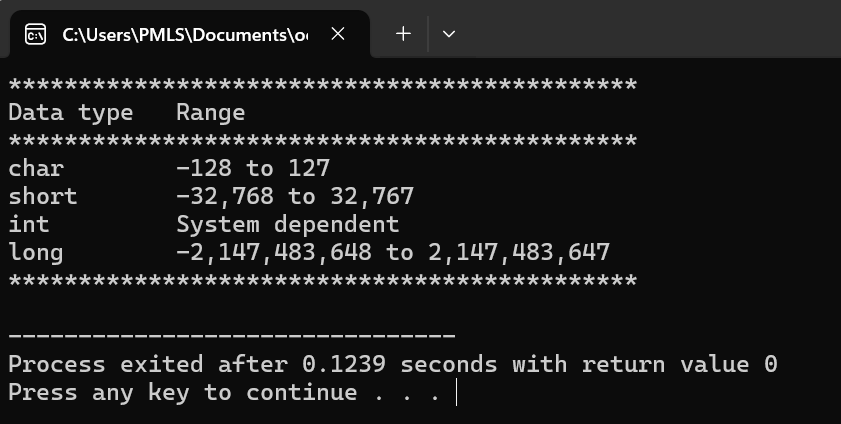 C:\Users\PMLS\Documents\o
*********************************************
Data type   Range
*********************************************
char        -128 to 127
short       -32,768 to 32,767
int         System dependent
long        -2,147,483,648 to 2,147,483,647
*********************************************
--------------------------------
Process exited after 0.1239 seconds with return value 0
Press any key to continue . . .